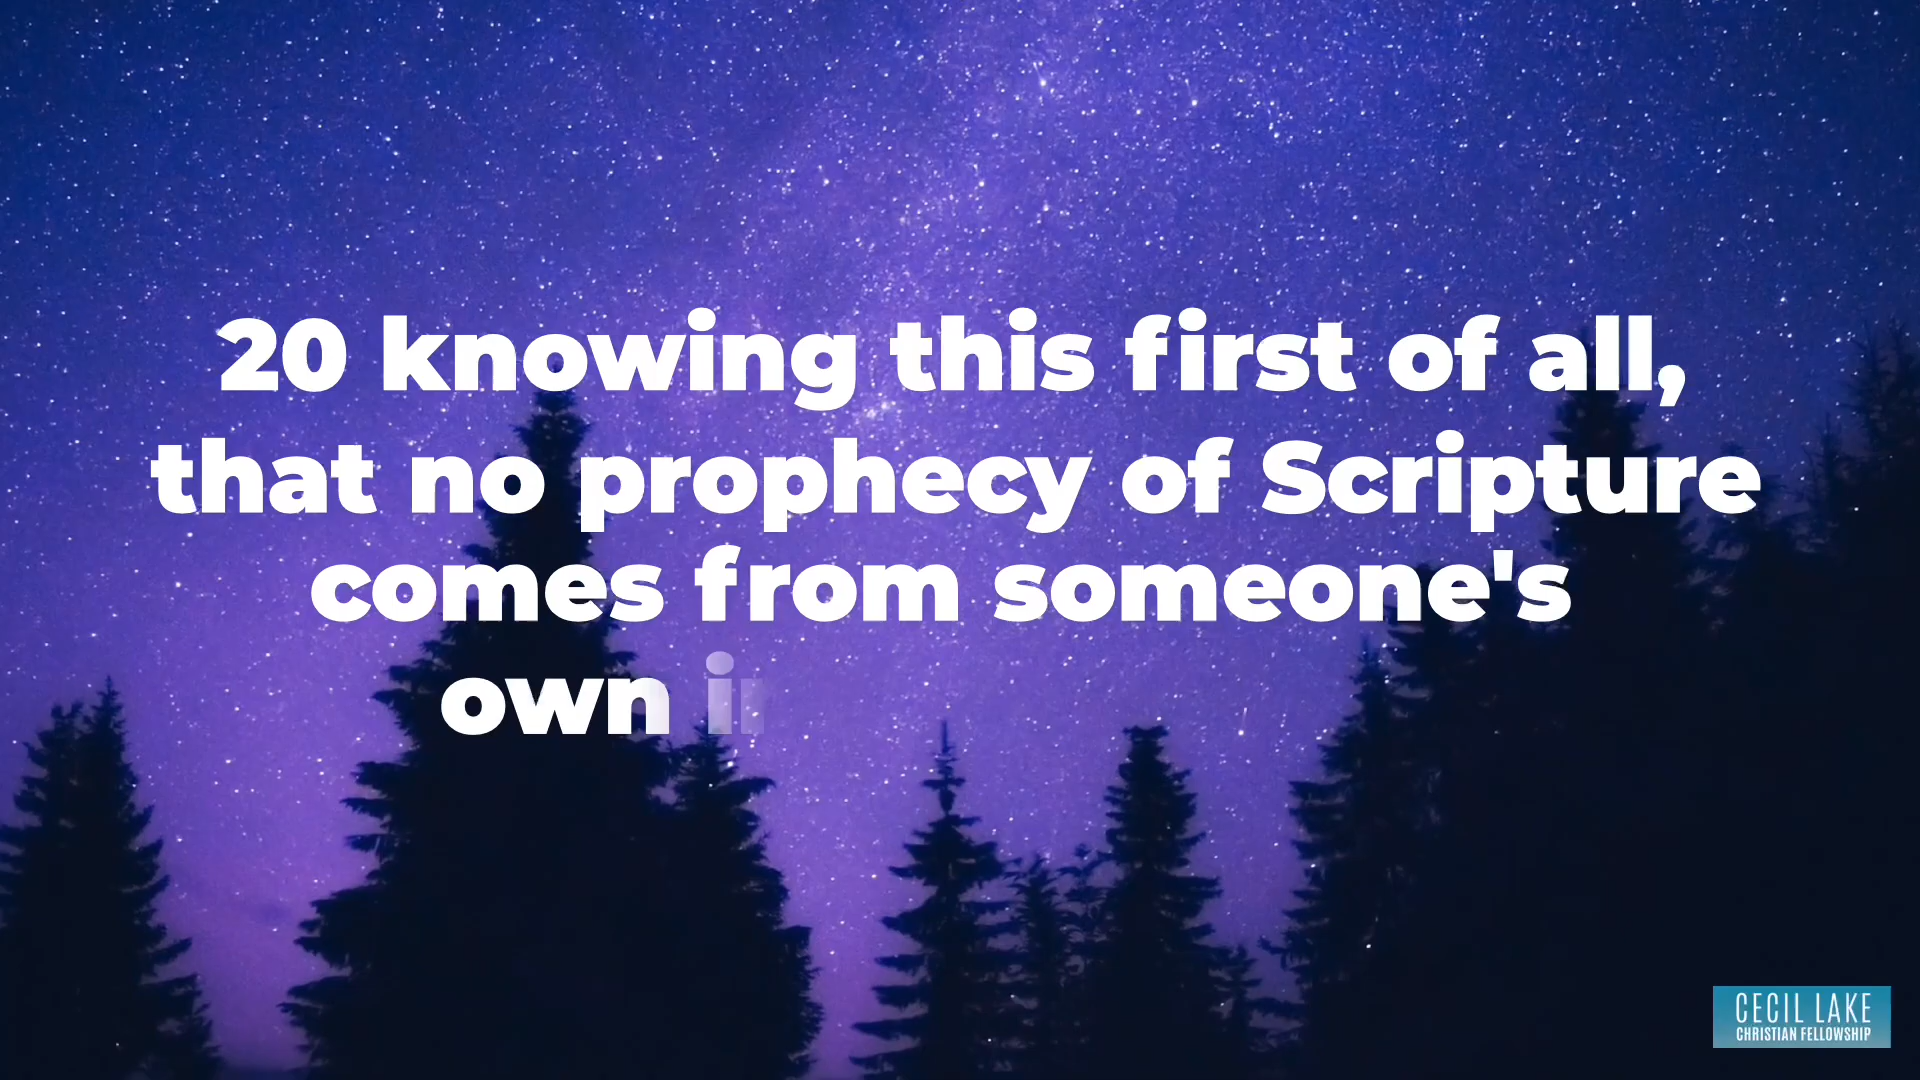 20 knowing this first of all,
that no prophecy of Scripture
comes from someone's
own
CECIL LAKE
CHRISTIAN FELLOWSHIP